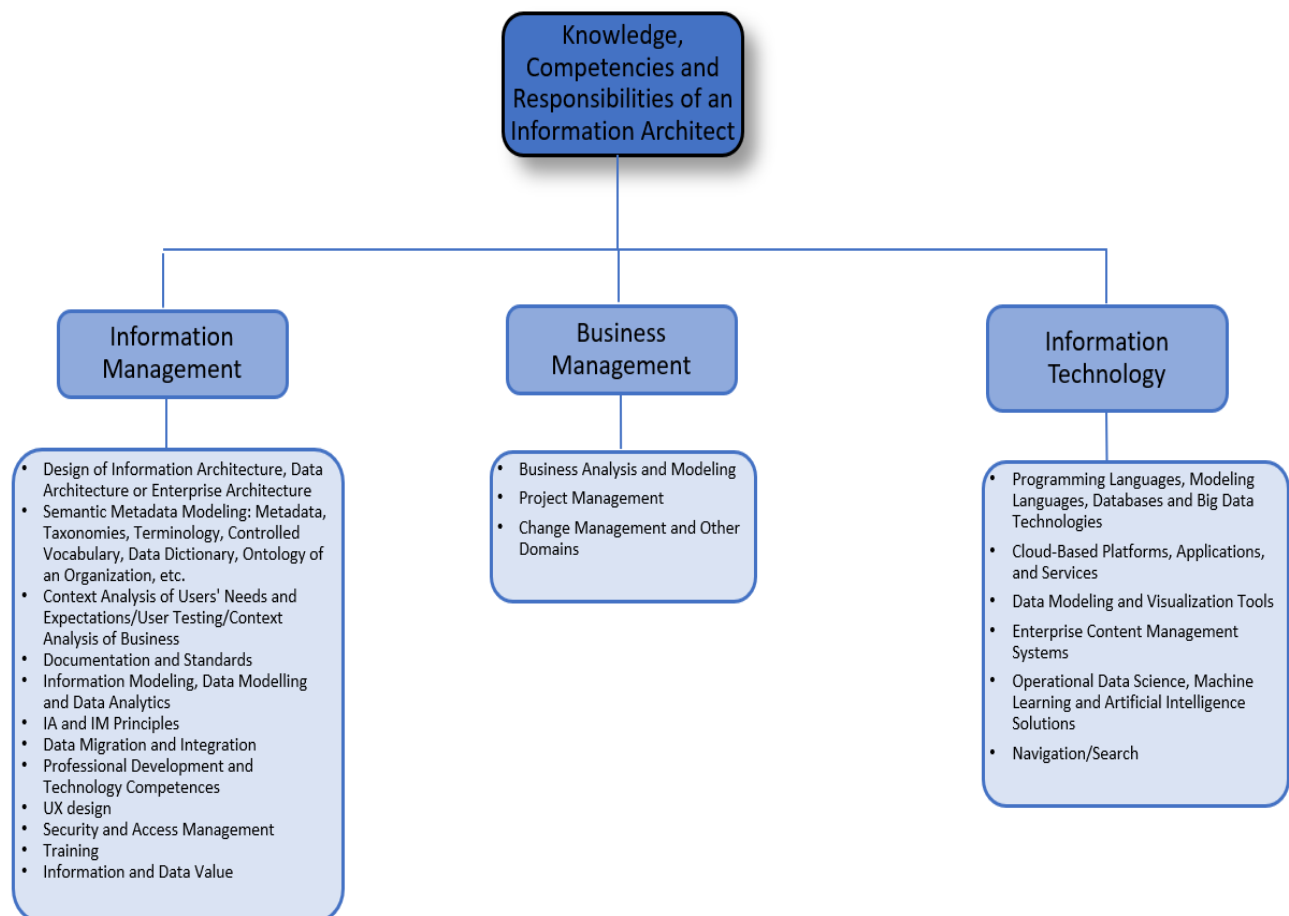 Knowledge,
Competencies and
Responsibilities of an
Information Architect
Information
Management
• Design of Information Architecture, Data
Architecture or Enterprise Architecture
• Semantic Metadata Modeling: Metadata,
Taxonomies, Terminology, Controlled
Vocabulary, Data Dictionary, Ontology of
an Organization, etc.
• Context Analysis of Users' Needs and
Expectations/User Testing/Context
Analysis of Business
• Documentation and Standards
• Information Modeling, Data Modelling
and Data Analytics
• IA and IM Principles
• Data Migration and Integration
• Professional Development and
Technology Competences
• UX design
• Security and Access Management
• Training
• Information and Data Value
Business
Management
• Business Analysis and Modeling
• Project Management
• Change Management and Other
Domains
Information
Technology
• Programming Languages, Modeling
Languages, Databases and Big Data
Technologies
• Cloud-Based Platforms, Applications,
and Services
• Data Modeling and Visualization Tools
• Enterprise Content Management
Systems
• Operational Data Science, Machine
Learning and Artificial Intelligence
Solutions
• Navigation/Search